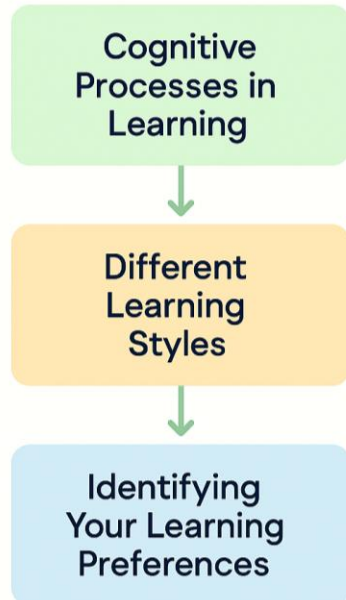 Cognitive
Processes in
Learning
Different
Learning
Styles
Identifying
Your Learning
Preferences